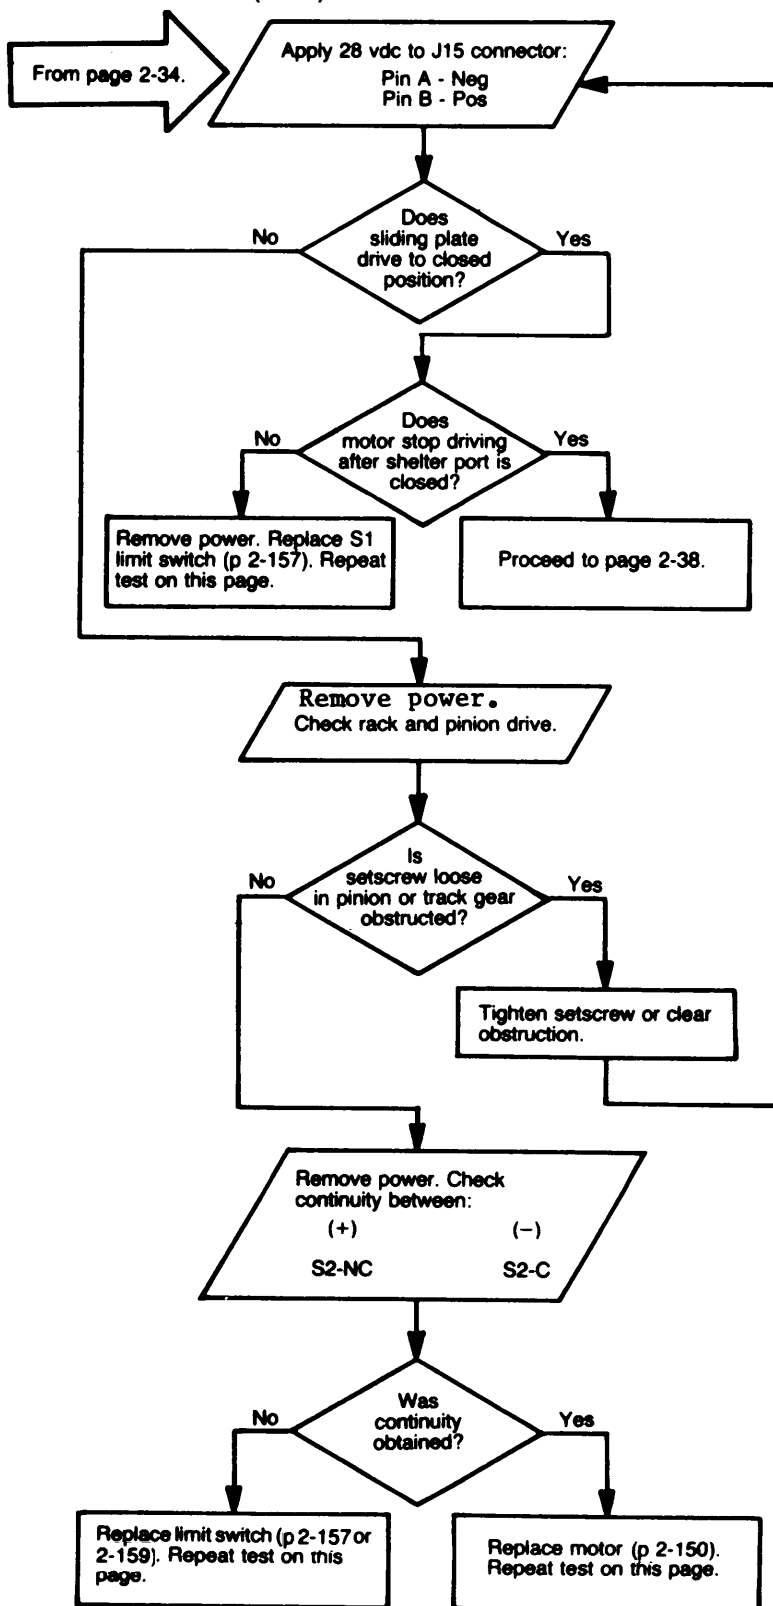 From page 2-34.
Apply 28 vdc to J15 connector:
Pin A - Neg
Pin B - Pos
Does
sliding plate
drive to closed
position?
No
Yes
Does
motor stop driving
after shelter port is
closed?
No
Yes
Remove power. Replace S1
limit switch (p 2-157). Repeat
test on this page.
Proceed to page 2-38.
Remove power.
Check rack and pinion drive.
Is
setscrew loose
in pinion or track gear
obstructed?
No
Yes
Tighten setscrew or clear
obstruction.
Remove power. Check
continuity between:
(+) (−)
S2-NC S2-C
Was
continuity
obtained?
No
Yes
Replace limit switch (p 2-157 or
2-159). Repeat test on this
page.
Replace motor (p 2-150).
Repeat test on this page.